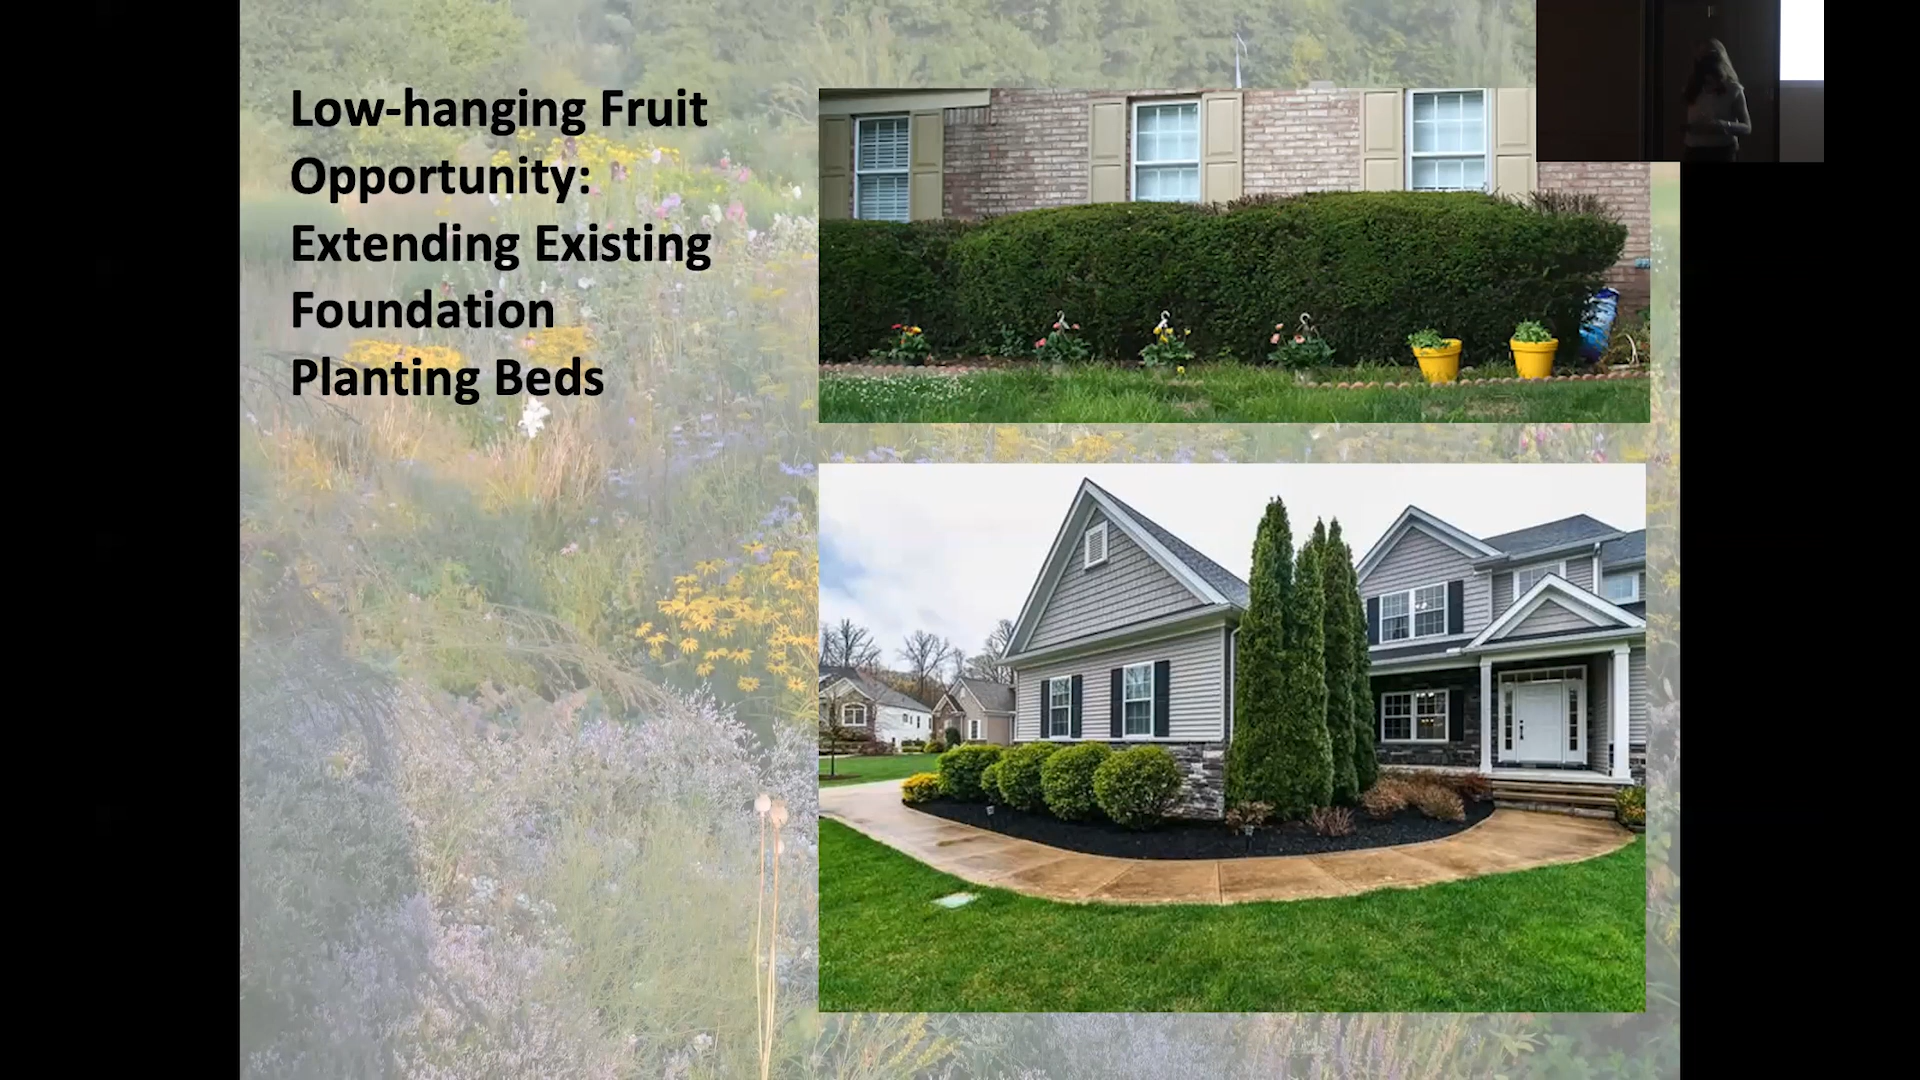 Low-hanging Fruit
Opportunity:
Extending Existing
Foundation
Planting Beds